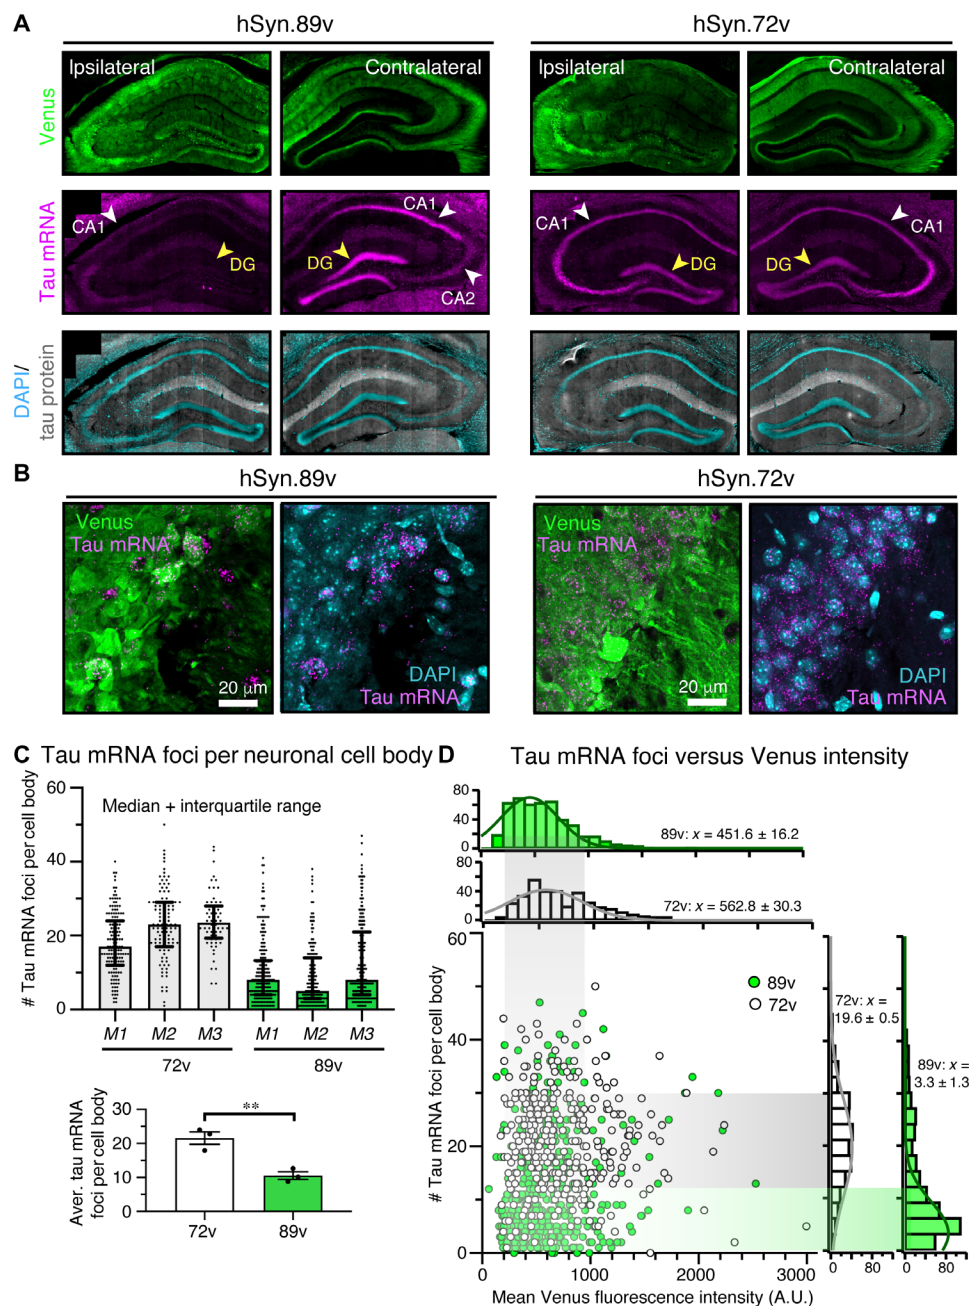 A
hSyn.89v
hSyn.72v
Ipsilateral
Contralateral
Ipsilateral
Contralateral
Venus
CA1
DG
DG
CA2
CA1
DG
DG
CA1
Tau mRNA
DAPI/
tau protein
B
hSyn.89v
hSyn.72v
Venus
Tau mRNA
20 µm
DAPI
Tau mRNA
Venus
Tau mRNA
20 µm
DAPI
Tau mRNA
C Tau mRNA foci per neuronal cell body
Median + interquartile range
# Tau mRNA foci per cell body
60
40
20
0
M1 M2 M3 M1 M2 M3
72v 89v
Aver. tau mRNA
foci per cell body
30
20
10
0
**
72v 89v
D Tau mRNA foci versus Venus intensity
80
40
0
89v: x = 451.6 ± 16.2
0 1000 2000 3000
80
40
0
72v: x = 562.8 ± 30.3
# Tau mRNA foci per cell body
60
40
20
0
89v
72v
0 1000 2000 3000
Mean Venus fluorescence intensity (A.U.)
72v: x =
19.6 ± 0.5
0 80
89v: x =
3.3 ± 1.3
0 80